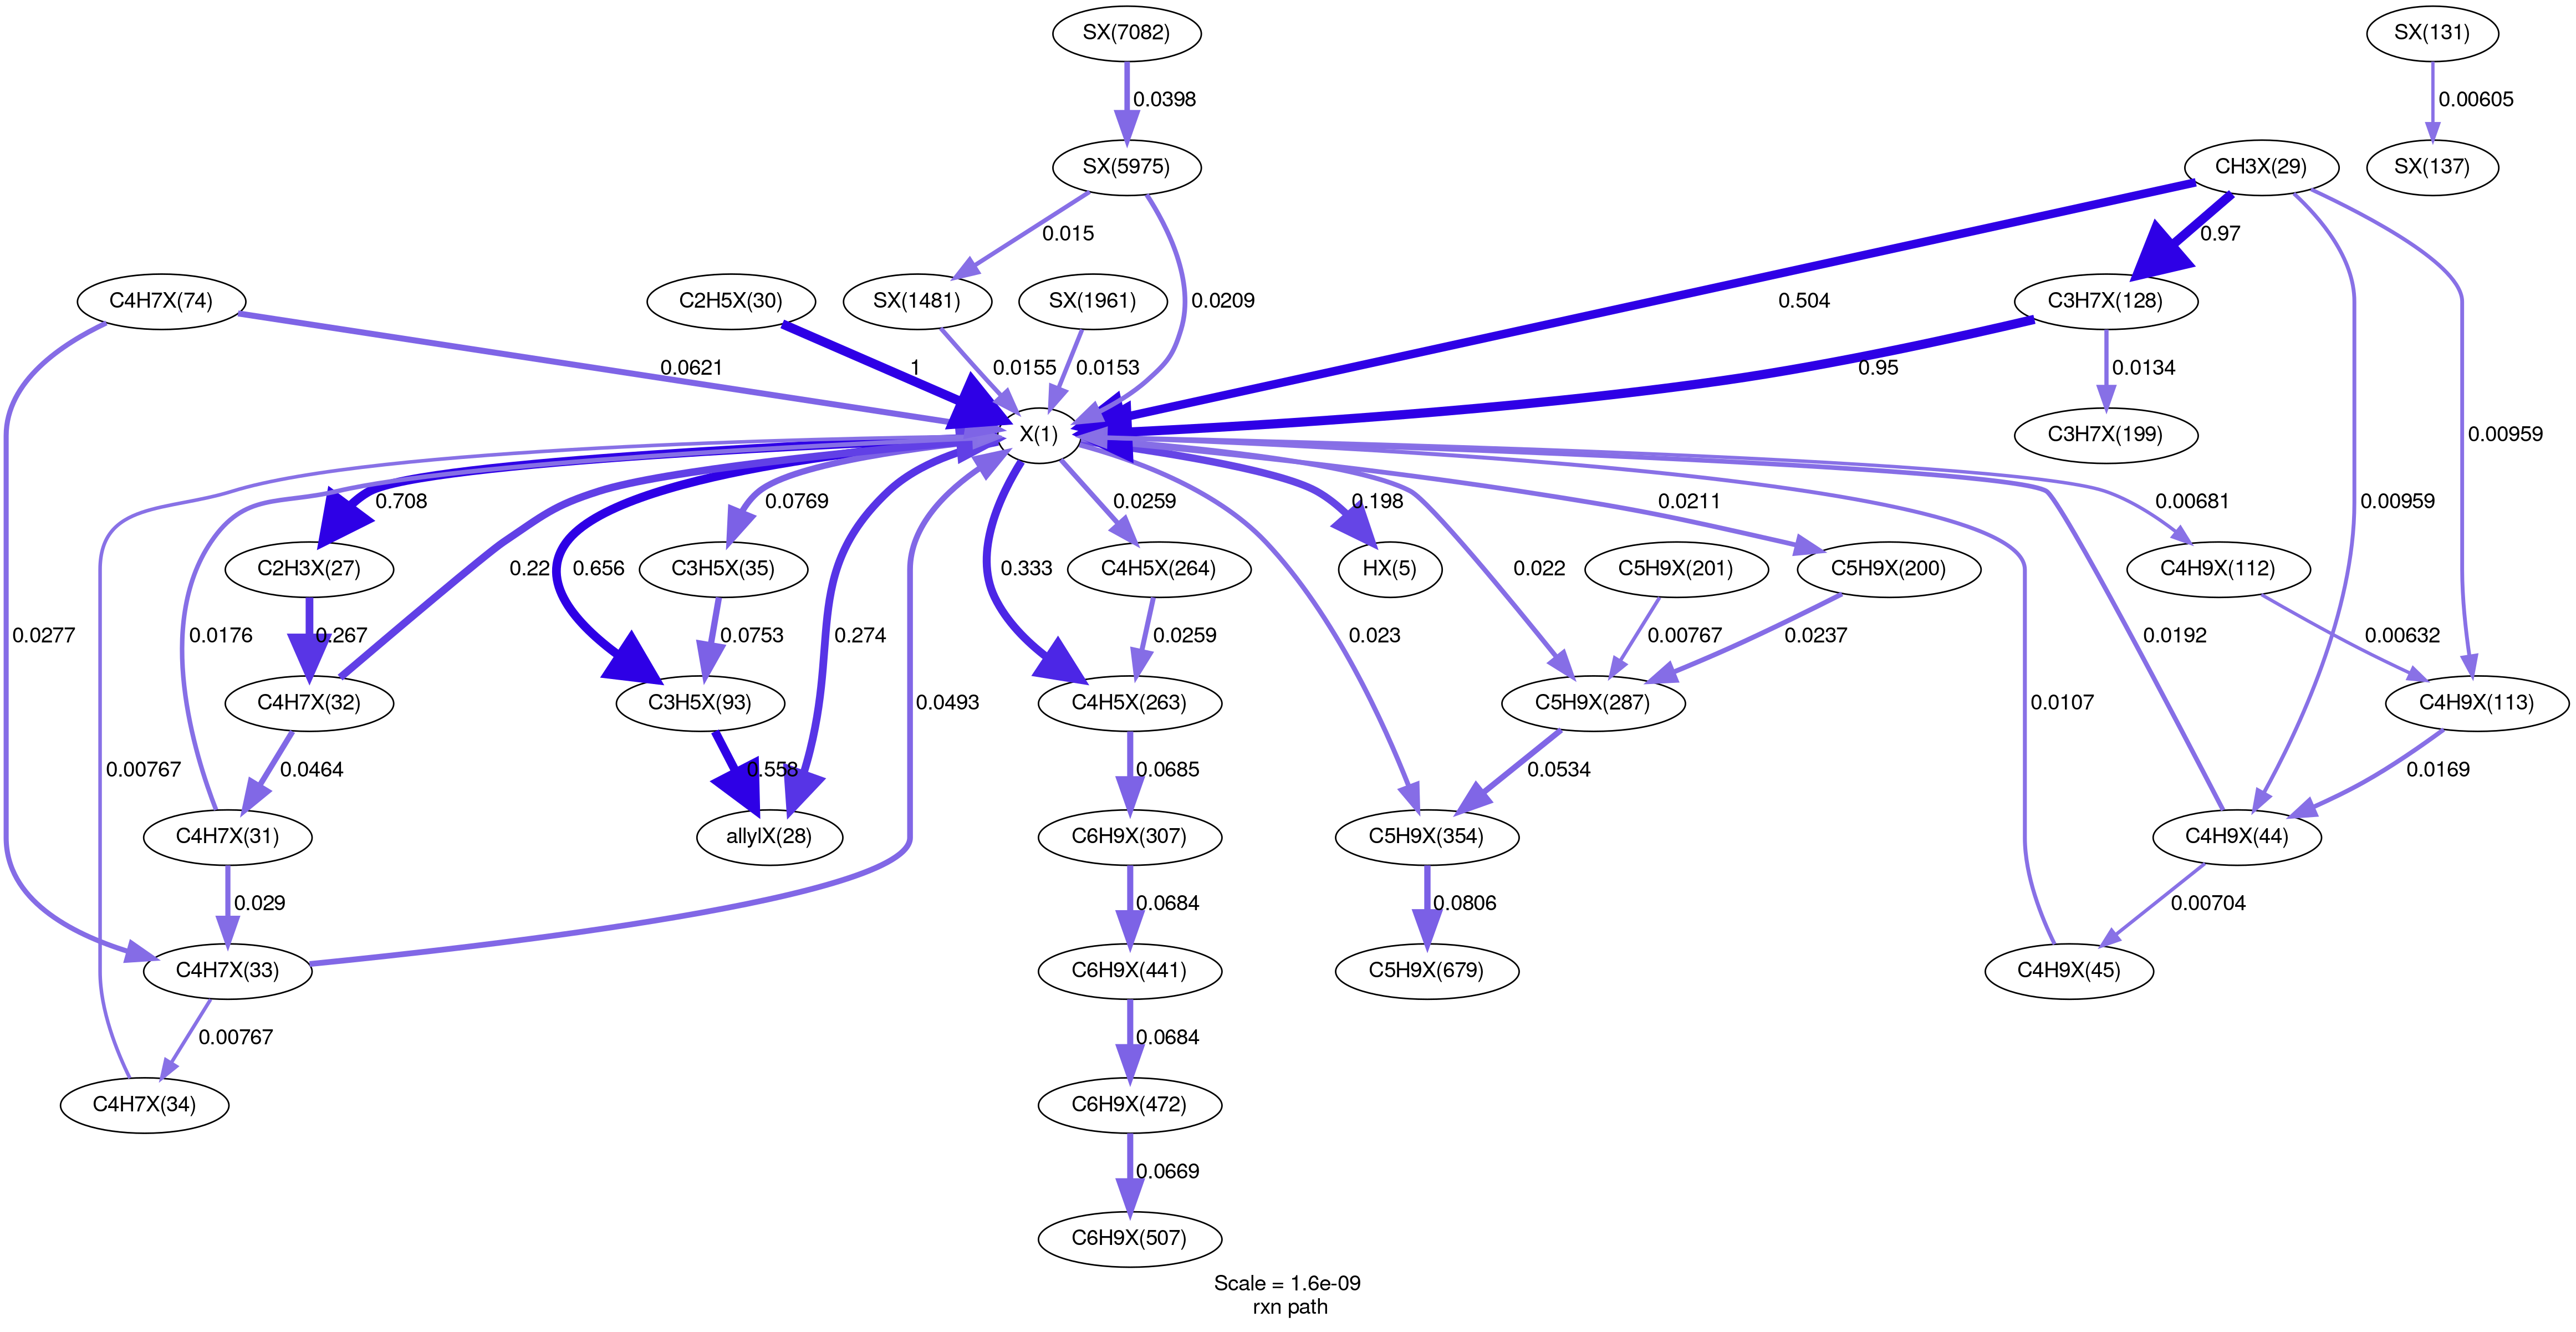 SX(7082)
SX(131)
0.0398
0.00605
SX(5975)
CH3X(29)
SX(137)
0.015
0.97
C4H7X(74)
C2H5X(30)
SX(1481)
SX(1961)
0.0209
0.504
C3H7X(128)
0.0621
1
0.0155
0.0153
0.95
0.0134
X(1)
C3H7X(199)
0.00959
0.708
0.0769
0.0259
0.198
0.0211
0.00681
0.00959
C2H3X(27)
0.22
0.656
C3H5X(35)
0.333
C4H5X(264)
HX(5)
0.022
C5H9X(201)
C5H9X(200)
C4H9X(112)
0.0277
0.0176
0.267
0.0753
0.274
0.0259
0.023
0.00767
0.0237
0.0192
0.00632
C4H7X(32)
C3H5X(93)
0.0493
C4H5X(263)
C5H9X(287)
0.0107
C4H9X(113)
0.00767
0.0464
0.558
0.0685
0.0534
0.0169
C4H7X(31)
allylX(28)
C6H9X(307)
C5H9X(354)
C4H9X(44)
0.029
0.0684
0.0806
0.00704
C4H7X(33)
C6H9X(441)
C5H9X(679)
C4H9X(45)
0.00767
0.0684
C4H7X(34)
C6H9X(472)
0.0669
C6H9X(507)
Scale = 1.6e-09
rxn path